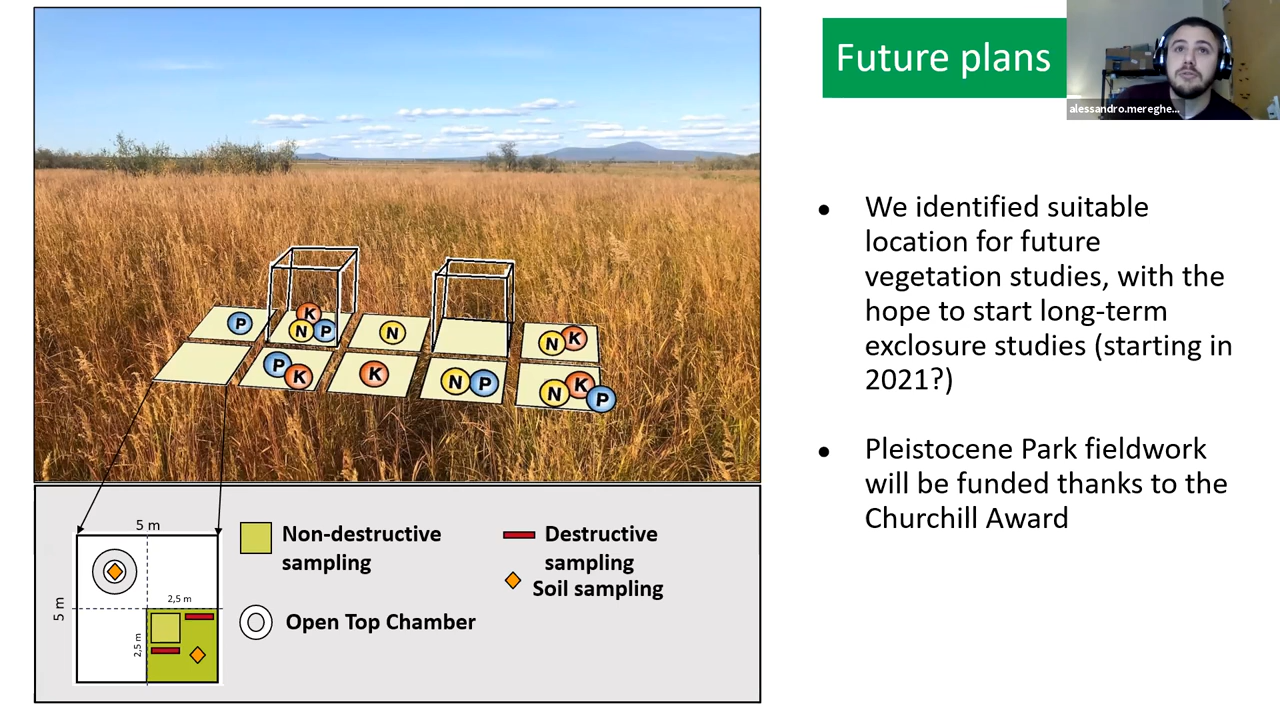 Future plans
alessandro.mereghe...
We identified suitable
location for future
vegetation studies, with the
hope to start long-term
exclosure studies (starting in
2021?)
Pleistocene Park fieldwork
will be funded thanks to the
Churchill Award
P
K
N P
N
N K
P K
K
N P
N K P
5 m
5 m
2,5 m
2,5 m
Non-destructive
sampling
Open Top Chamber
Destructive
sampling
Soil sampling